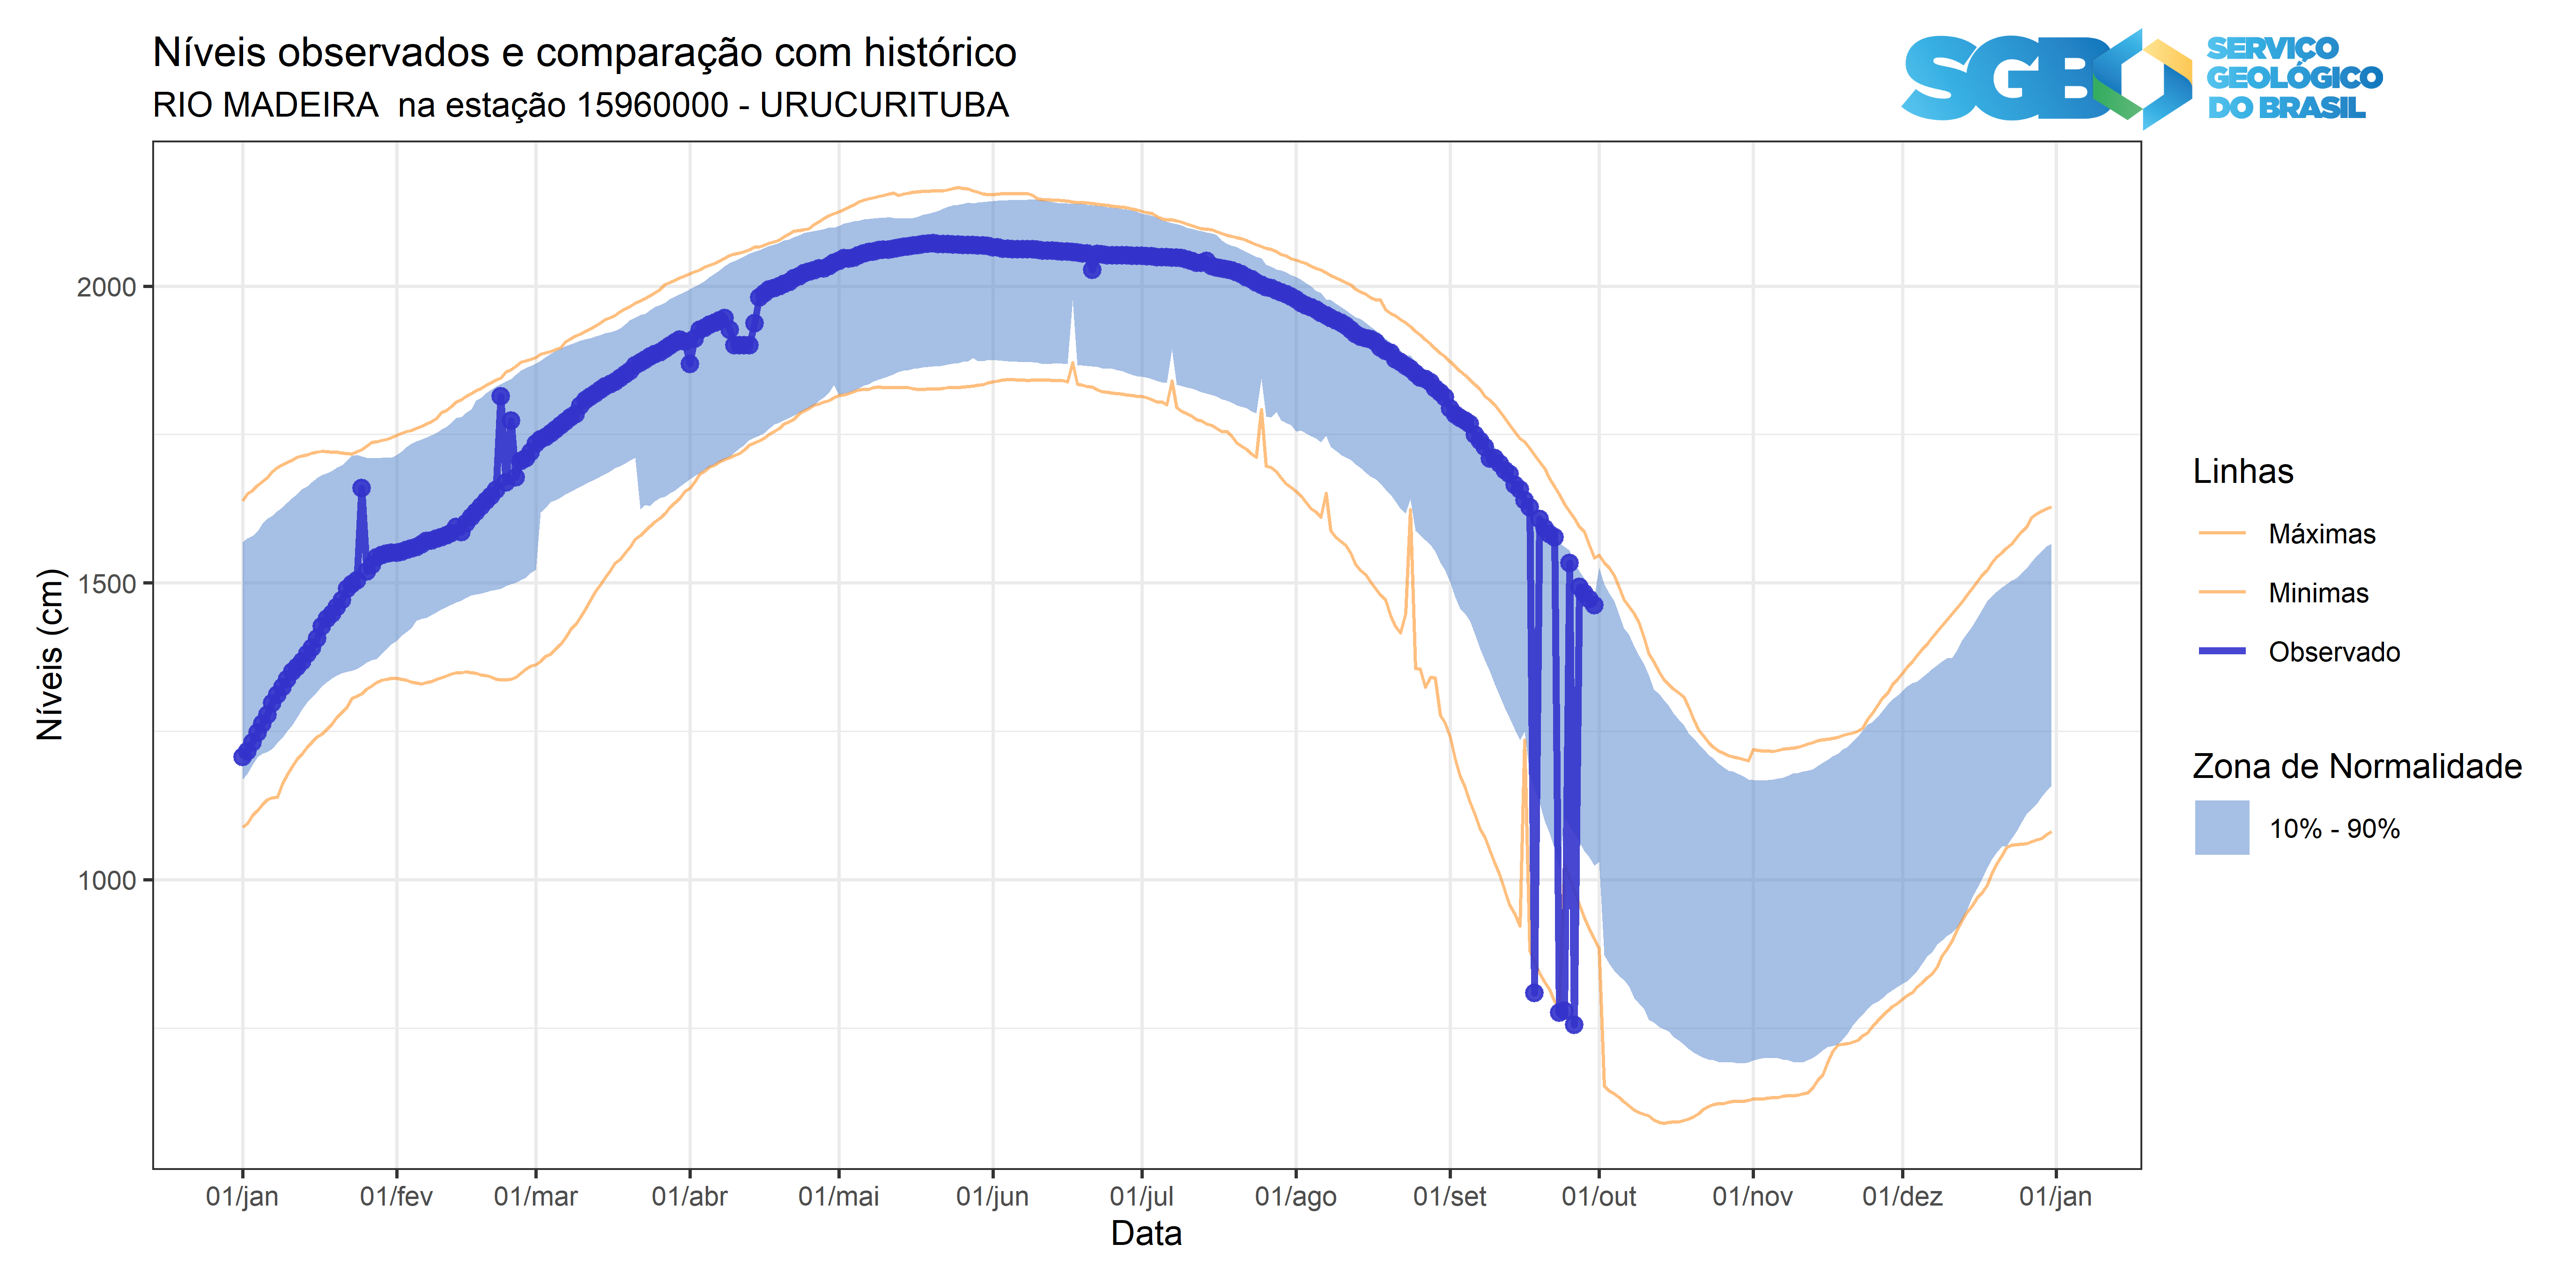 Níveis observados e comparação com histórico
RIO MADEIRA  na estação 15960000 - URUCURITUBA
SGB
SERVIÇO
GEOLÓGICO
DO BRASIL
Níveis (cm)
2000
1500
1000
01/jan 01/fev 01/mar 01/abr 01/mai 01/jun 01/jul 01/ago 01/set 01/out 01/nov 01/dez 01/jan
Data
Linhas
Máximas
Minimas
Observado
Zona de Normalidade
10% - 90%